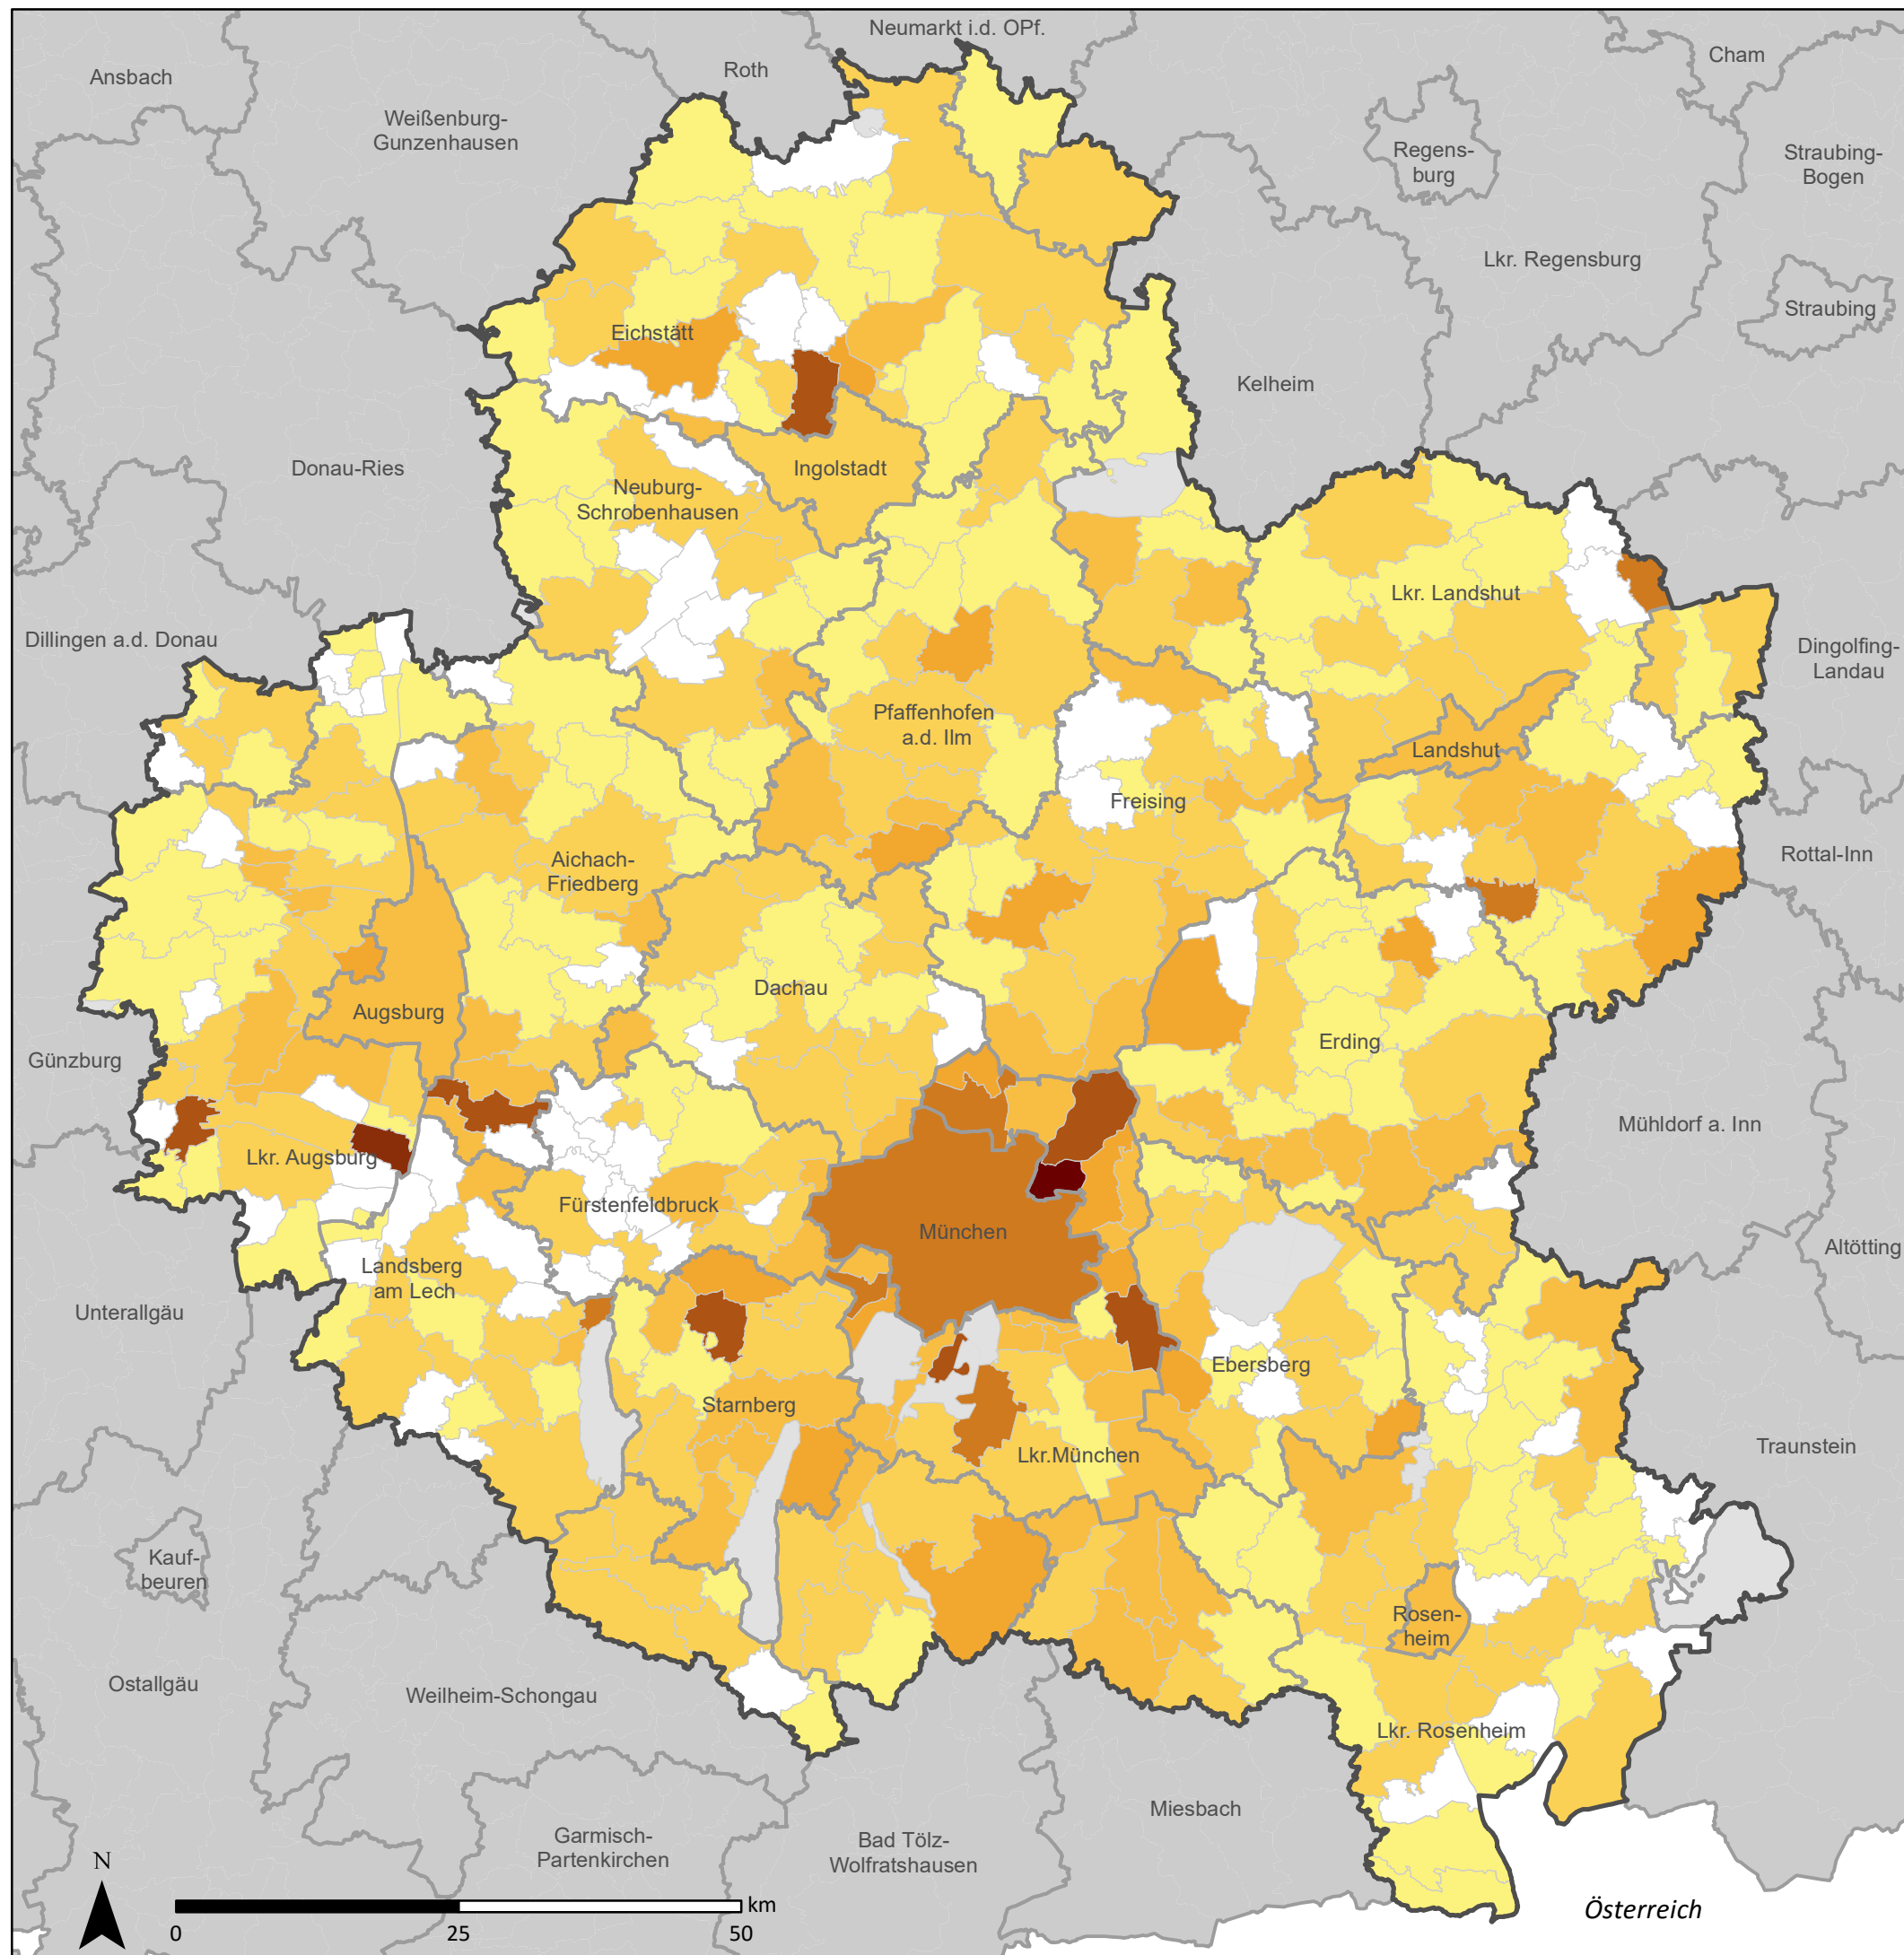 Neumarkt i.d. OPf.
Cham
Roth
Ansbach
Weißenburg-
Gunzenhausen
Regens-
burg
Straubing-
Bogen
Lkr. Regensburg
Straubing
Eichstätt
Kelheim
Donau-Ries
Ingolstadt
Neuburg-
Schrobenhausen
Lkr. Landshut
Dillingen a.d. Donau
Dingolfing-
Landau
Pfaffenhofen
a.d. Ilm
Landshut
Freising
Aichach-
Friedberg
Rottal-Inn
Dachau
Augsburg
Erding
Günzburg
Mühldorf a. Inn
Lkr. Augsburg
Fürstenfeldbruck
München
Altötting
Landsberg
am Lech
Unterallgäu
Ebersberg
Starnberg
Lkr.München
Traunstein
Kauf-
beuren
Rosen-
heim
Ostallgäu
Weilheim-Schongau
Lkr. Rosenheim
Miesbach
Garmisch-
Partenkirchen
Bad Tölz-
Wolfratshausen
N
km
0
25
50
Österreich